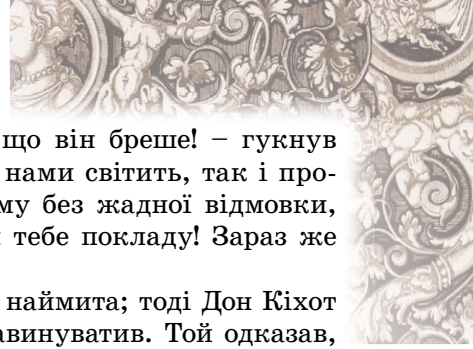 що він бреше! – гукнув
нами світить, так і про-
му без жадної відмовки,
тебе покладу! Зараз же
наймита; тоді Дон Кіхот
винуватив. Той одказав,